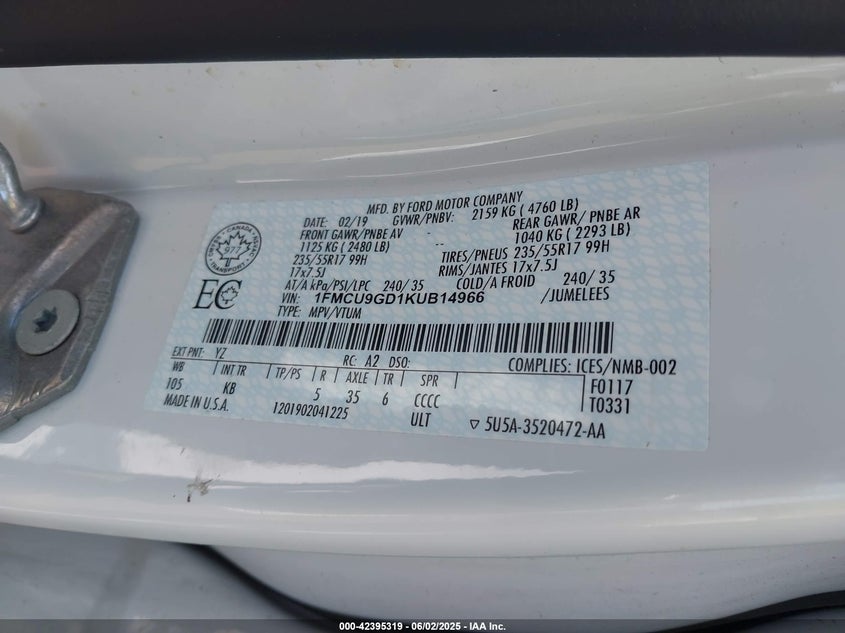 MFD. BY FORD MOTOR COMPANY
DATE: 02/19 GVWR/PNBV: 2159 KG ( 4760 LB)
FRONT GAWR/PNBE AV -- REAR GAWR/ PNBE AR
1125 KG ( 2480 LB) - 1040 KG ( 2293 LB)
235/55R17 99H TIRES/PNEUS 235/55R17 99H
17x7.5J RIMS/JANTES 17x7.5J
AT/A kPa/PSI/LPC 240/ 35 COLD/A FROID 240/ 35
VIN: 1FMCU9GD1KUB14966 /JUMELEES
TYPE: MPV/VTUM
CANADA
977
TRANSPORT
EC
EXT PNT: YZ RC: A2 DSO: COMPLIES: ICES/NMB-002
WB INT TR TP/PS R AXLE TR SPR F0117
105 KB 5 35 6 CCCC T0331
MADE IN U.S.A. 1201902041225 ULT ▽ 5U5A-3520472-AA
000-42395319 | 06/02/2025 - IAA Inc.